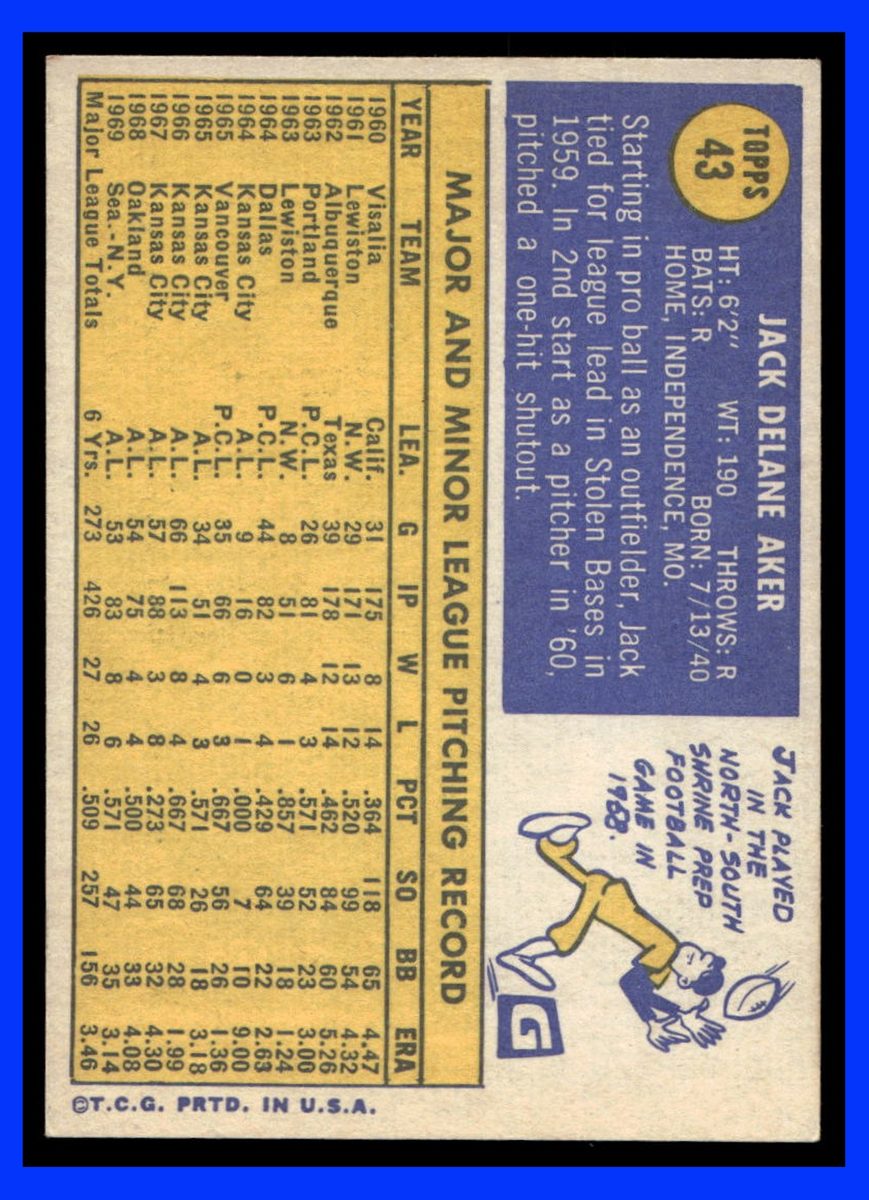 TOPPS
43
JACK DELANE AKER
HT: 6'2" WT: 190 THROWS: R
BATS: R BORN: 7/13/40
HOME, INDEPENDENCE, MO.
Starting in pro ball as an outfielder, Jack
tied for league lead in Stolen Bases in
1959. In 2nd start as a pitcher in '60,
pitched a one-hit shutout.
JACK PLAYED
IN THE
NORTH-SOUTH
SHRINE PREP
FOOTBALL
GAME IN
G
MAJOR AND MINOR LEAGUE PITCHING RECORD
YEAR TEAM LEA. G IP W L PCT SO BB ERA
1960 Visalia Calif. 31 175 8 14 .364 118 65 4.47
1961 Lewiston N.W. 29 171 13 12 .520 99 54 4.32
1962 Albuquerque Texas 39 178 12 14 .462 84 60 5.26
1963 Portland P.C.L. 26 81 4 3 .571 52 23 3.00
1963 Lewiston N.W. 8 51 6 1 .857 39 18 1.24
1964 Dallas P.C.L. 44 82 3 4 .429 64 22 2.63
1964 Kansas City A.L. 9 16 0 1 .000 7 10 9.00
1965 Vancouver P.C.L. 35 66 6 3 .667 56 26 1.36
1965 Kansas City A.L. 34 51 4 3 .571 26 18 3.18
1966 Kansas City A.L. 66 113 8 4 .667 68 28 1.99
1967 Kansas City A.L. 57 88 3 8 .273 65 32 4.30
1968 Oakland A.L. 54 75 4 4 .500 44 33 4.08
1969 Sea.-N.Y. A.L. 53 83 8 6 .571 47 35 3.14
Major League Totals 6 Yrs. 273 426 27 26 .509 257 156 3.46
©T.C.G. PRTD. IN U.S.A.